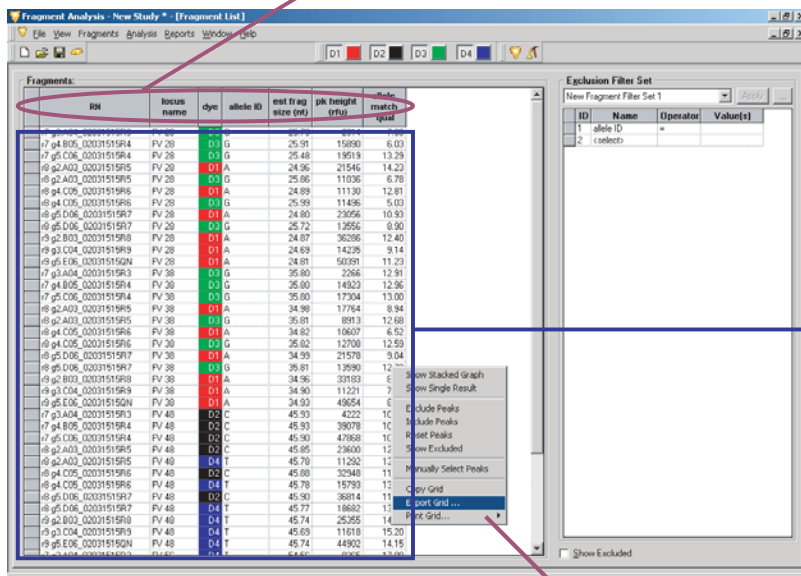 Fragment Analysis - New Study * - [Fragment List]
File View Fragments Analysis Reports Window Help
D1 D2 D3 D4
Fragments:
RN locus name dye allele ID est frag size (nt) pk height (rfu) match qual
r7 g4.B05_02031515R4 FV 28 D3 G 25.91 15890 6.03
r7 g5.C06_02031515R4 FV 28 D3 G 25.48 19519 13.29
r8 g2.A03_02031515R5 FV 28 D1 A 24.96 21546 14.23
r8 g2.A03_02031515R5 FV 28 D3 G 25.86 11036 6.78
r8 g4.C05_02031515R6 FV 28 D1 A 24.89 11130 12.81
r8 g4.C05_02031515R6 FV 28 D3 G 25.99 11496 5.03
r8 g5.D06_02031515R7 FV 28 D1 A 24.80 23056 10.93
r8 g5.D06_02031515R7 FV 28 D3 G 25.72 13556 8.90
r9 g2.B03_02031515R8 FV 28 D1 A 24.87 36286 12.40
r9 g3.C04_02031515R9 FV 28 D1 A 24.69 14235 9.14
r9 g5.E06_02031515QN FV 28 D1 A 24.81 50391 11.23
r7 g3.A04_02031515R3 FV 38 D3 G 35.80 2266 12.91
r7 g4.B05_02031515R4 FV 38 D3 G 35.80 14923 12.96
r7 g5.C06_02031515R4 FV 38 D3 G 35.80 17304 13.00
r8 g2.A03_02031515R5 FV 38 D1 A 34.98 17764 8.94
r8 g2.A03_02031515R5 FV 38 D3 G 35.81 8913 12.68
r8 g4.C05_02031515R6 FV 38 D1 A 34.82 10607 6.52
r8 g4.C05_02031515R6 FV 38 D3 G 35.82 12708 12.59
r8 g5.D06_02031515R7 FV 38 D1 A 34.99 21578 9.04
r8 g5.D06_02031515R7 FV 38 D3 G 35.81 13590
r9 g2.B03_02031515R8 FV 38 D1 A 34.96 33183
r9 g3.C04_02031515R9 FV 38 D1 A 34.90 11221
r9 g5.E06_02031515QN FV 38 D1 A 34.93 49654
r7 g3.A04_02031515R3 FV 48 D2 C 45.93 4222
r7 g4.B05_02031515R4 FV 48 D2 C 45.93 39078
r7 g5.C06_02031515R4 FV 48 D2 C 45.90 47868
r8 g2.A03_02031515R5 FV 48 D2 C 45.85 23600
r8 g2.A03_02031515R5 FV 48 D4 T 45.78 11292
r8 g4.C05_02031515R6 FV 48 D2 C 45.88 32948
r8 g4.C05_02031515R6 FV 48 D4 T 45.78 15793
r8 g5.D06_02031515R7 FV 48 D2 C 45.90 36814
r8 g5.D06_02031515R7 FV 48 D4 T 45.77 18682
r9 g2.B03_02031515R8 FV 48 D4 T 45.74 25355
r9 g3.C04_02031515R9 FV 48 D4 T 45.69 11618 15.20
r9 g5.E06_02031515QN FV 48 D4 T 45.74 44902 14.15
Show Stacked Graph
Show Single Result
Exclude Peaks
Include Peaks
Reset Peaks
Show Excluded
Manually Select Peaks
Copy Grid
Export Grid ...
Print Grid...
Exclusion Filter Set
New Fragment Filter Set 1 Apply ...
ID Name Operator Value(s)
1 allele ID =
2 <select>
Show Excluded